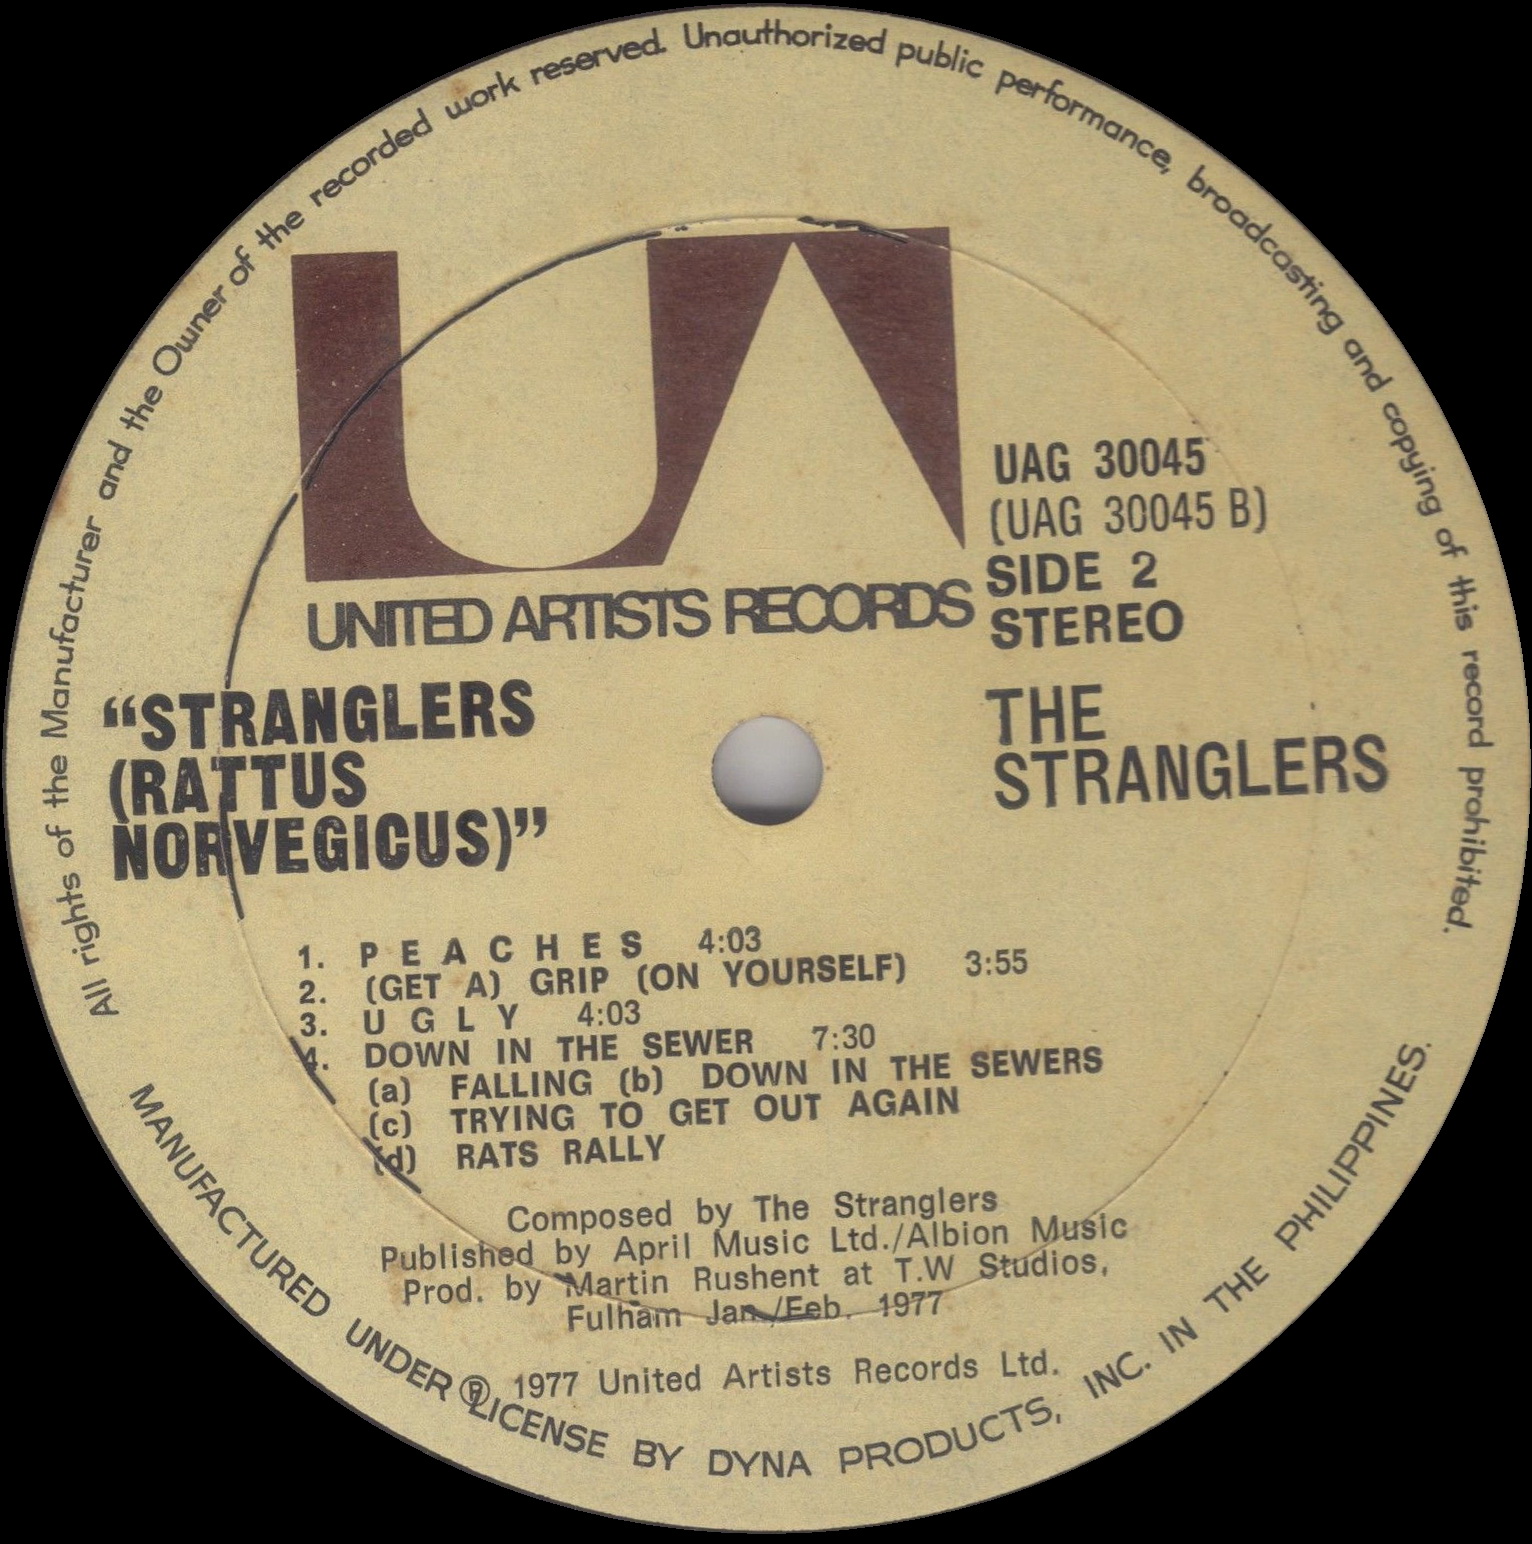 All rights of the Manufacturer and the Owner of the recorded work reserved. Unauthorized public performance, broadcasting and copying of this record prohibited.
UA
UNITED ARTISTS RECORDS
UAG 30045
(UAG 30045 B)
SIDE 2
STEREO
"STRANGLERS
(RATTUS
NORVEGICUS)"
THE
STRANGLERS
1. PEACHES 4:03
2. (GET A) GRIP (ON YOURSELF) 3:55
3. UGLY 4:03
4. DOWN IN THE SEWER 7:30
(a) FALLING (b) DOWN IN THE SEWERS
(c) TRYING TO GET OUT AGAIN
(d) RATS RALLY
Composed by The Stranglers
Published by April Music Ltd./Albion Music
Prod. by Martin Rushent at T.W Studios,
Fulham Jan./Feb. 1977
℗ 1977 United Artists Records Ltd.
MANUFACTURED UNDER LICENSE BY DYNA PRODUCTS, INC. IN THE PHILIPPINES.